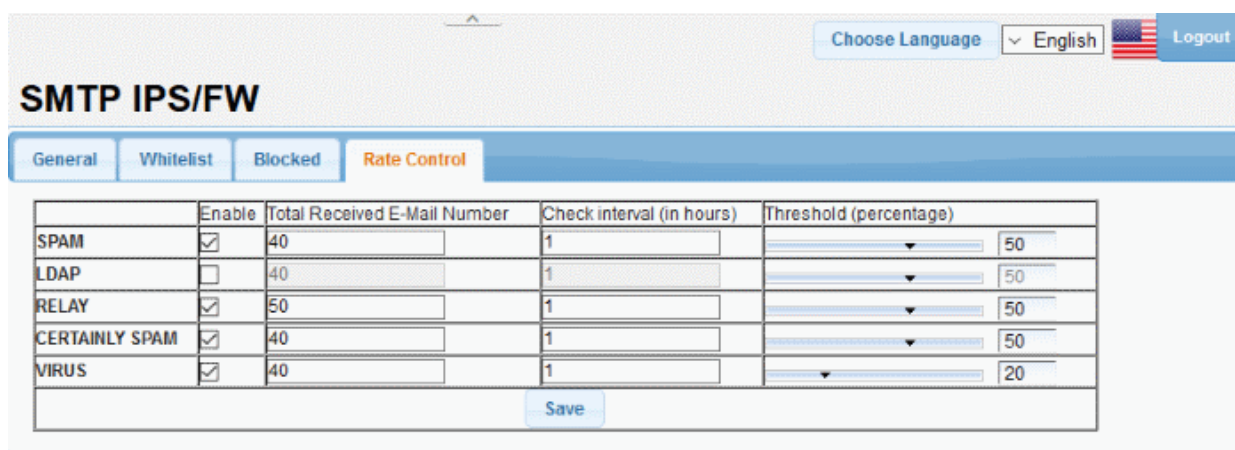 Choose Language English Logout
SMTP IPS/FW
General Whitelist Blocked Rate Control
Enable Total Received E-Mail Number Check interval (in hours) Threshold (percentage)
SPAM 40 1 50
LDAP 40 1 50
RELAY 50 1 50
CERTAINLY SPAM 40 1 50
VIRUS 40 1 20
Save